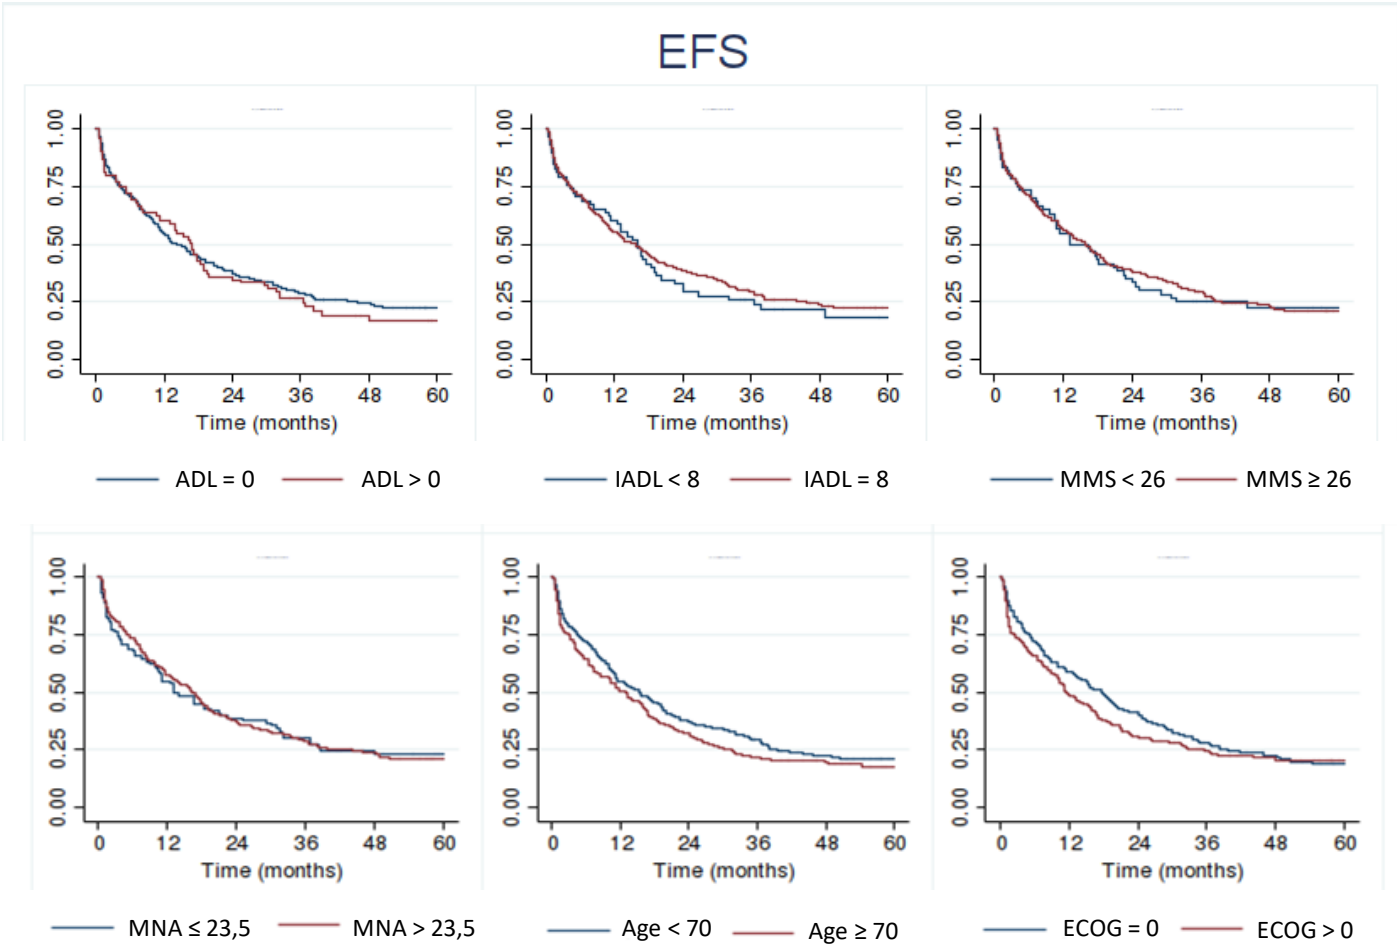 EFS
1.00
0.75
0.50
0.25
0.00
0 12 24 36 48 60
Time (months)
ADL = 0 ADL > 0
1.00
0.75
0.50
0.25
0.00
0 12 24 36 48 60
Time (months)
IADL < 8 IADL = 8
1.00
0.75
0.50
0.25
0.00
0 12 24 36 48 60
Time (months)
MMS < 26 MMS ≥ 26
1.00
0.75
0.50
0.25
0.00
0 12 24 36 48 60
Time (months)
MNA ≤ 23,5 MNA > 23,5
1.00
0.75
0.50
0.25
0.00
0 12 24 36 48 60
Time (months)
Age < 70 Age ≥ 70
1.00
0.75
0.50
0.25
0.00
0 12 24 36 48 60
Time (months)
ECOG = 0 ECOG > 0